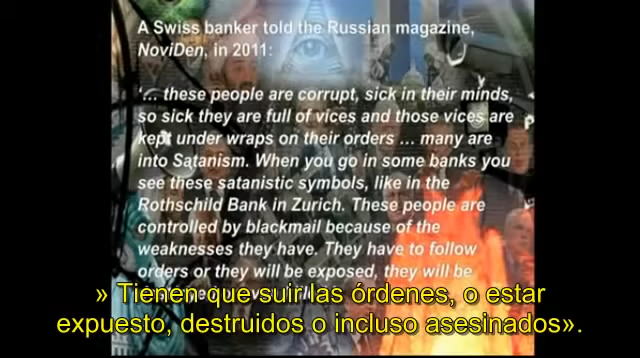 A Swiss banker told the Russian magazine,
NoviDen, in 2011:
'... these people are corrupt, sick in their minds,
so sick they are full of vices and those vices are
kept under wraps on their orders ... many are
into Satanism. When you go in some banks you
see these satanistic symbols, like in the
Rothschild Bank in Zurich. These people are
controlled by blackmail because of the
weaknesses they have. They have to follow
orders or they will be exposed, they will be
» Tienen que suir las órdenes, o estar
expuesto, destruidos o incluso asesinados».